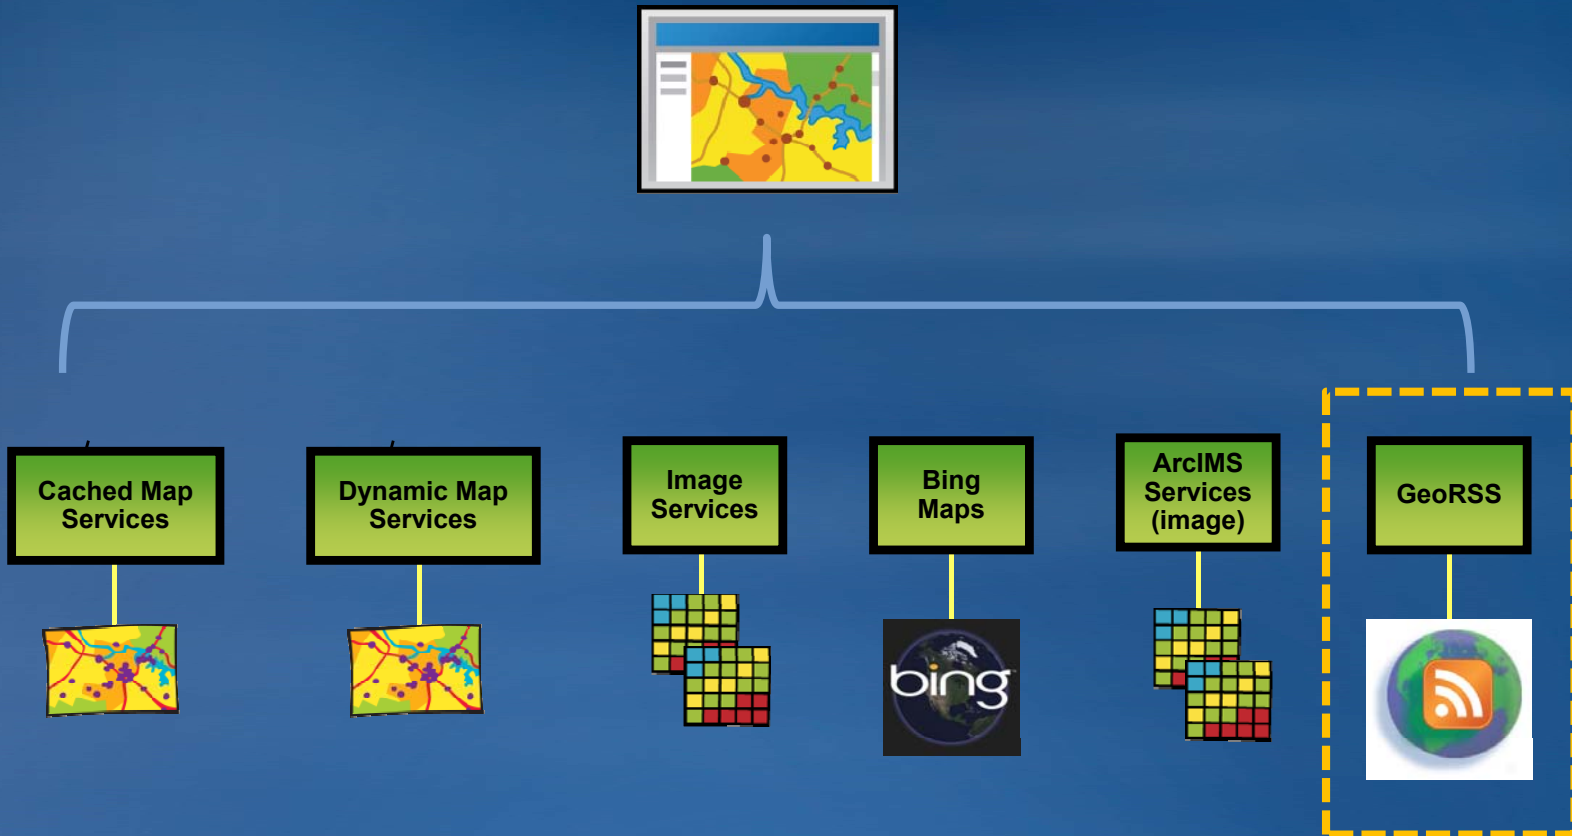 Cached Map
Services
Dynamic Map
Services
Image
Services
Bing
Maps
ArcIMS
Services
(image)
GeoRSS
bing